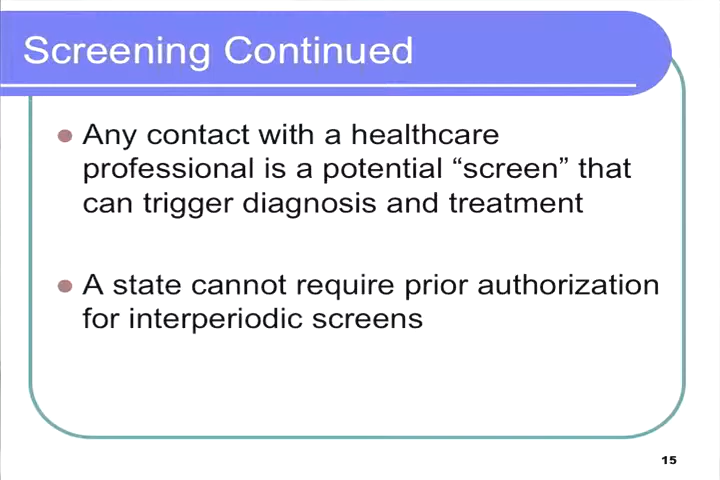 Screening Continued
Any contact with a healthcare
professional is a potential “screen” that
can trigger diagnosis and treatment
A state cannot require prior authorization
for interperiodic screens
15